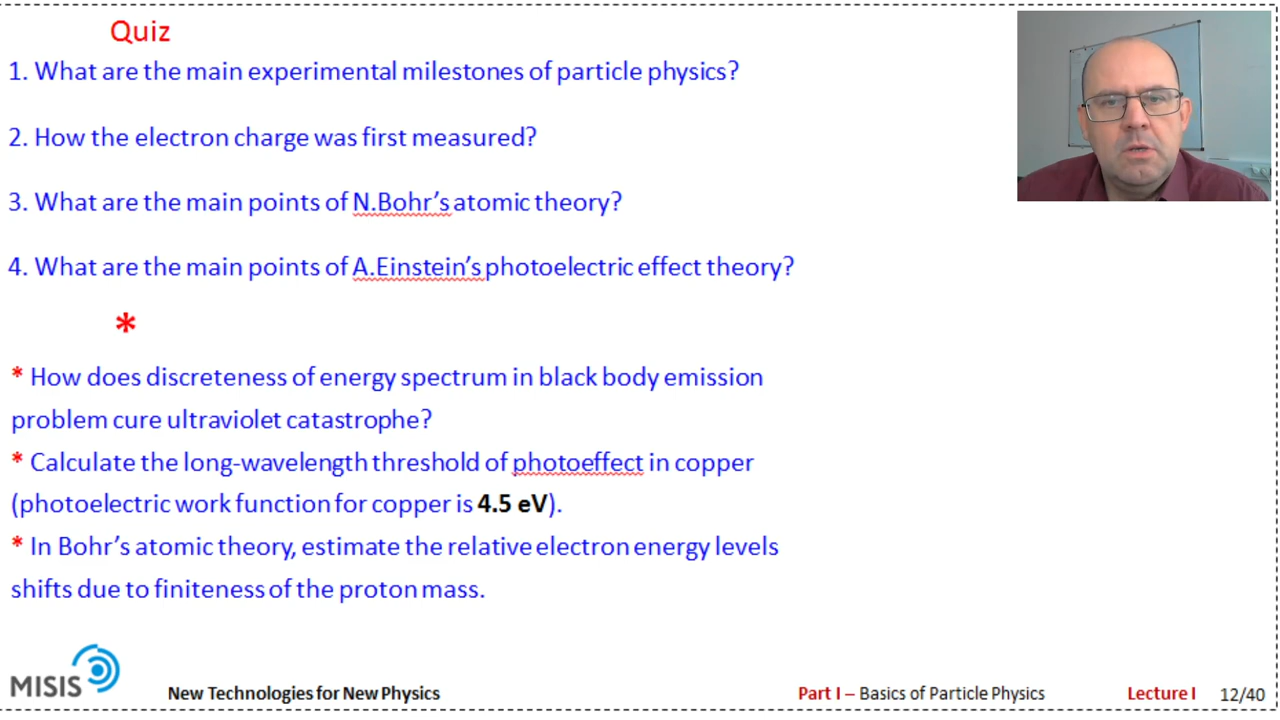 Quiz
1. What are the main experimental milestones of particle physics?
2. How the electron charge was first measured?
3. What are the main points of N.Bohr's atomic theory?
4. What are the main points of A.Einstein's photoelectric effect theory?
*
* How does discreteness of energy spectrum in black body emission
problem cure ultraviolet catastrophe?
* Calculate the long-wavelength threshold of photoeffect in copper
(photoelectric work function for copper is 4.5 eV).
* In Bohr's atomic theory, estimate the relative electron energy levels
shifts due to finiteness of the proton mass.
MISIS
New Technologies for New Physics
Part I – Basics of Particle Physics
Lecture I
12/40